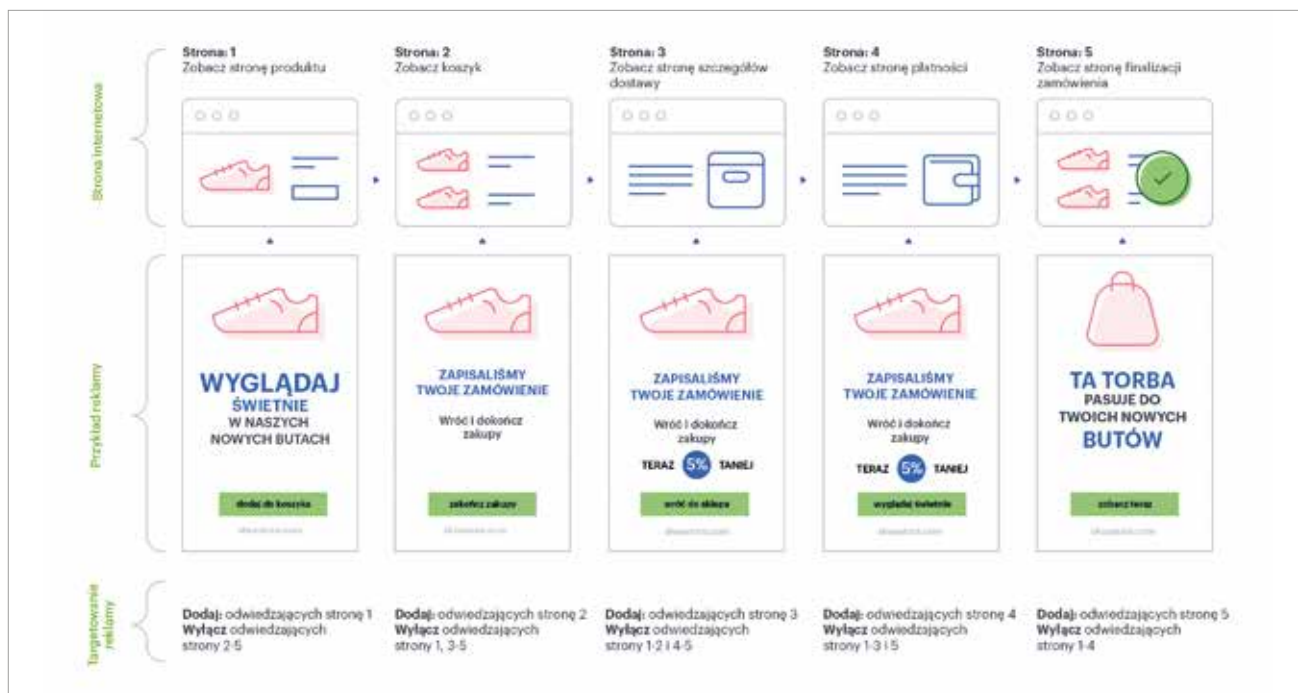 Strona: 1
Zobacz stronę produktu
Strona: 2
Zobacz koszyk
Strona: 3
Zobacz stronę szczegółów
dostawy
Strona: 4
Zobacz stronę płatności
Strona: 5
Zobacz stronę finalizacji
zamówienia
Strona internetowa
Przykład reklamy
WYGLĄDAJ
ŚWIETNIE
W NASZYCH
NOWYCH BUTACH
dodaj do koszyka
ZAPISALIŚMY
TWOJE ZAMÓWIENIE
Wróć i dokończ
zakupy
zakończ zakupy
ZAPISALIŚMY
TWOJE ZAMÓWIENIE
Wróć i dokończ
zakupy
TERAZ 5% TANIEJ
wróć do sklepu
ZAPISALIŚMY
TWOJE ZAMÓWIENIE
Wróć i dokończ
zakupy
TERAZ 5% TANIEJ
wyglądaj świetnie
TA TORBA
PASUJE DO
TWOICH NOWYCH
BUTÓW
zobacz teraz
Targetowanie
reklamy
Dodaj: odwiedzających stronę 1
Wyłącz odwiedzających
strony 2-5
Dodaj: odwiedzających stronę 2
Wyłącz odwiedzających
strony 1, 3-5
Dodaj: odwiedzających stronę 3
Wyłącz odwiedzających
strony 1-2 i 4-5
Dodaj: odwiedzających stronę 4
Wyłącz odwiedzających
strony 1-3 i 5
Dodaj: odwiedzających stronę 5
Wyłącz odwiedzających
strony 1-4